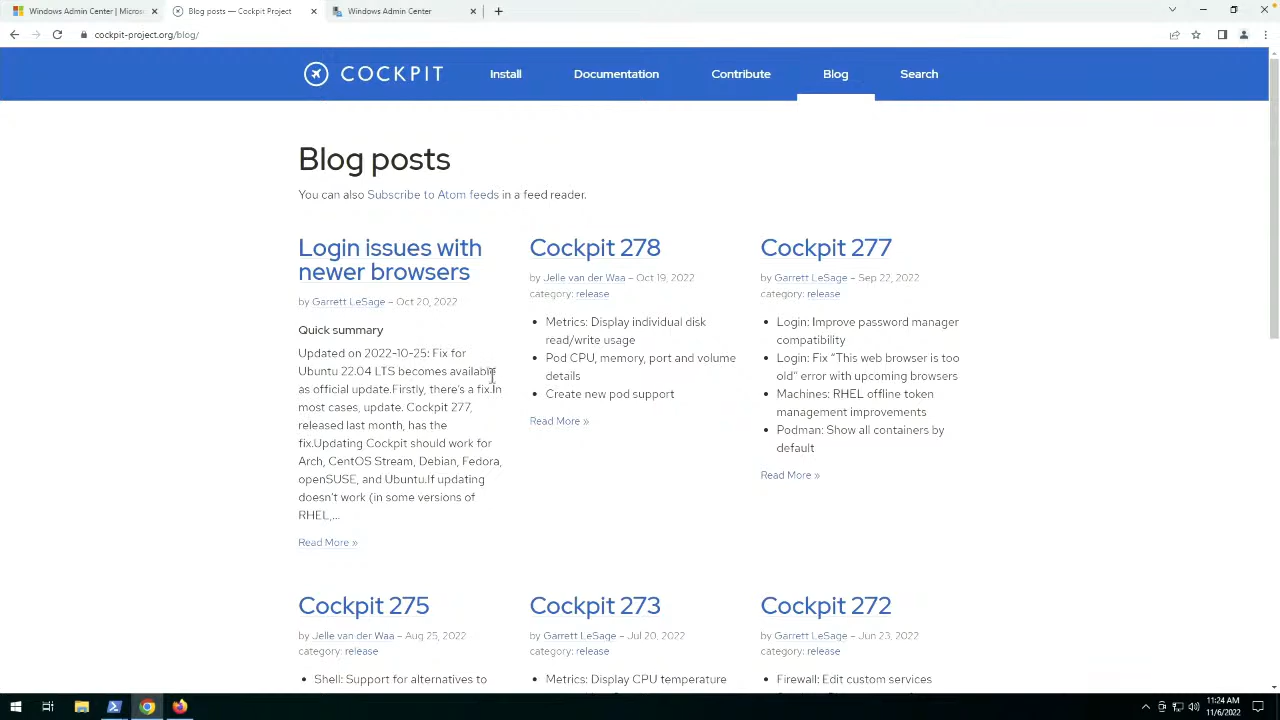 Windows Admin Center | Micros
Blog posts — Cockpit Project
Windows Admin Center
cockpit-project.org/blog/
COCKPIT
Install
Documentation
Contribute
Blog
Search
Blog posts
You can also Subscribe to Atom feeds in a feed reader.
Login issues with
newer browsers
by Garrett LeSage – Oct 20, 2022
Quick summary
Updated on 2022-10-25: Fix for
Ubuntu 22.04 LTS becomes available
as official update.Firstly, there's a fix.In
most cases, update. Cockpit 277,
released last month, has the
fix.Updating Cockpit should work for
Arch, CentOS Stream, Debian, Fedora,
openSUSE, and Ubuntu.If updating
doesn't work (in some versions of
RHEL,...
Read More »
Cockpit 278
by Jelle van der Waa – Oct 19, 2022
category: release
• Metrics: Display individual disk
read/write usage
• Pod CPU, memory, port and volume
details
• Create new pod support
Read More »
Cockpit 277
by Garrett LeSage – Sep 22, 2022
category: release
• Login: Improve password manager
compatibility
• Login: Fix “This web browser is too
old” error with upcoming browsers
• Machines: RHEL offline token
management improvements
• Podman: Show all containers by
default
Read More »
Cockpit 275
by Jelle van der Waa – Aug 25, 2022
category: release
• Shell: Support for alternatives to
Cockpit 273
by Garrett LeSage – Jul 20, 2022
category: release
• Metrics: Display CPU temperature
Cockpit 272
by Garrett LeSage – Jun 23, 2022
category: release
• Firewall: Edit custom services
11:24 AM
11/6/2022